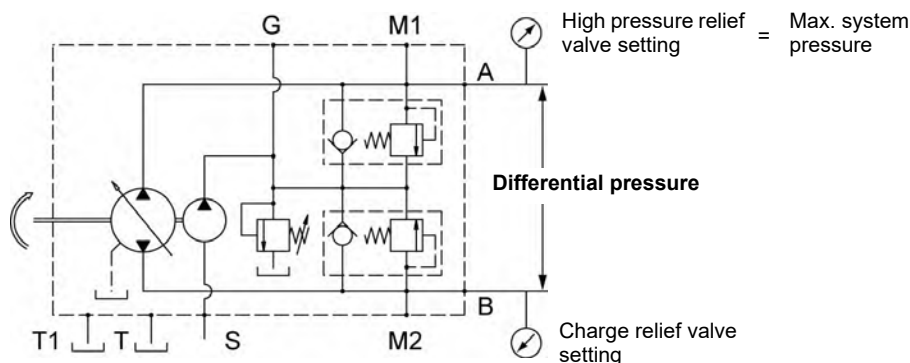 G
M1
High pressure relief
valve setting
=
Max. system
pressure
A
Differential pressure
B
T1
T
S
M2
Charge relief valve
setting